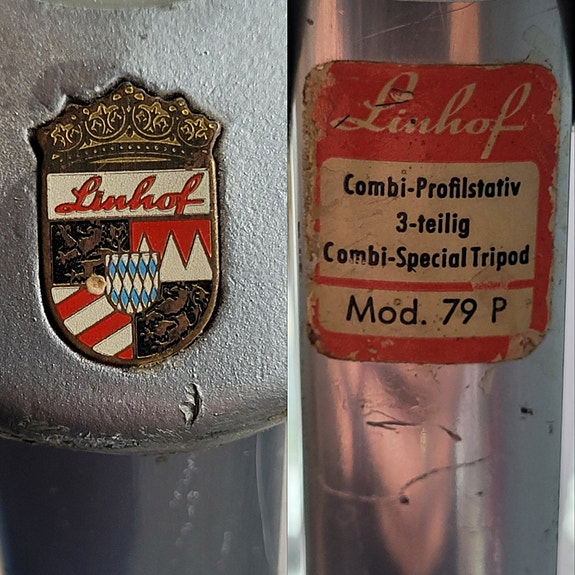 Linhof
Linhof
Combi-Profilstativ
3-teilig
Combi-Special Tripod
Mod. 79 P